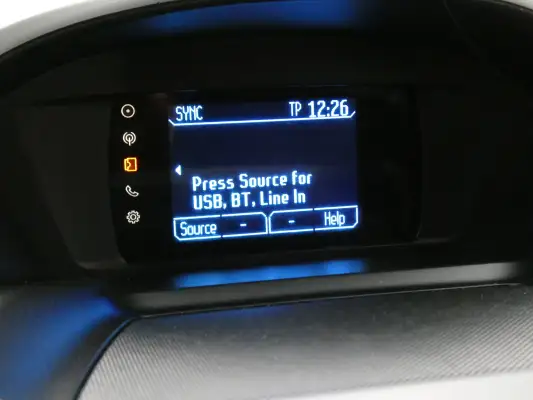 SYNC TP 12:26
Press Source for
USB, BT, Line In
Source - - Help